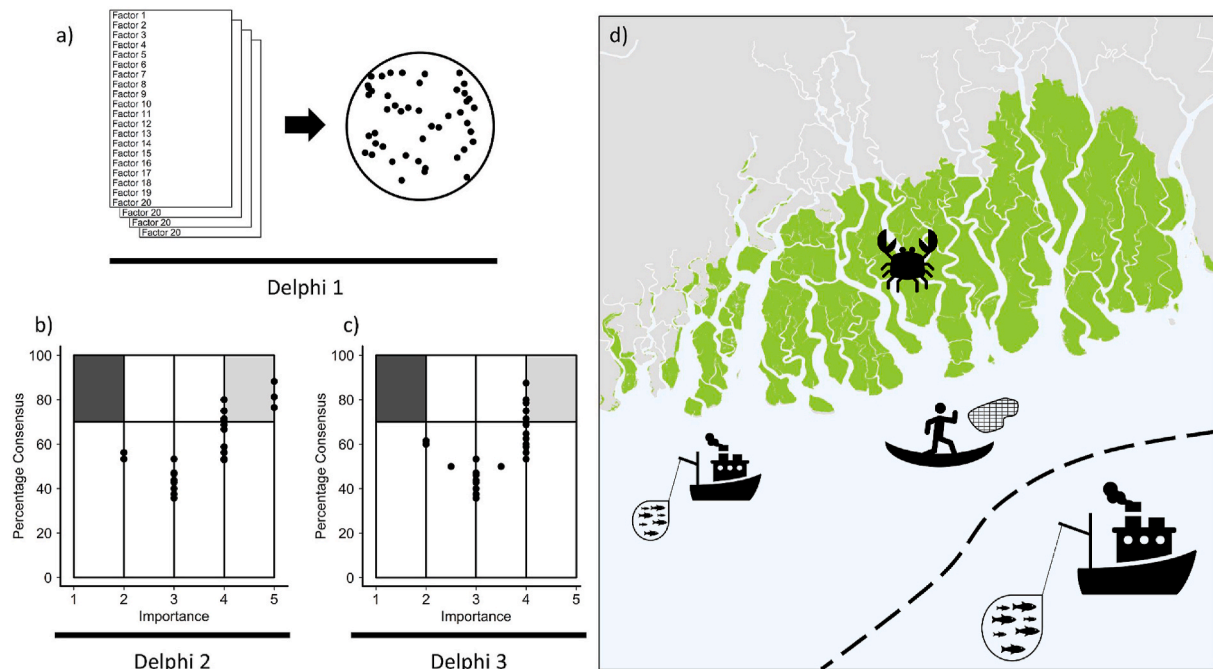 a)
Factor 1
Factor 2
Factor 3
Factor 4
Factor 5
Factor 6
Factor 7
Factor 8
Factor 9
Factor 10
Factor 11
Factor 12
Factor 13
Factor 14
Factor 15
Factor 16
Factor 17
Factor 18
Factor 19
Factor 20
Factor 20
Factor 20
Factor 20
Delphi 1
b)
Percentage Consensus
100
80
60
40
20
0
1 2 3 4 5
Importance
Delphi 2
c)
Percentage Consensus
100
80
60
40
20
0
1 2 3 4 5
Importance
Delphi 3
d)